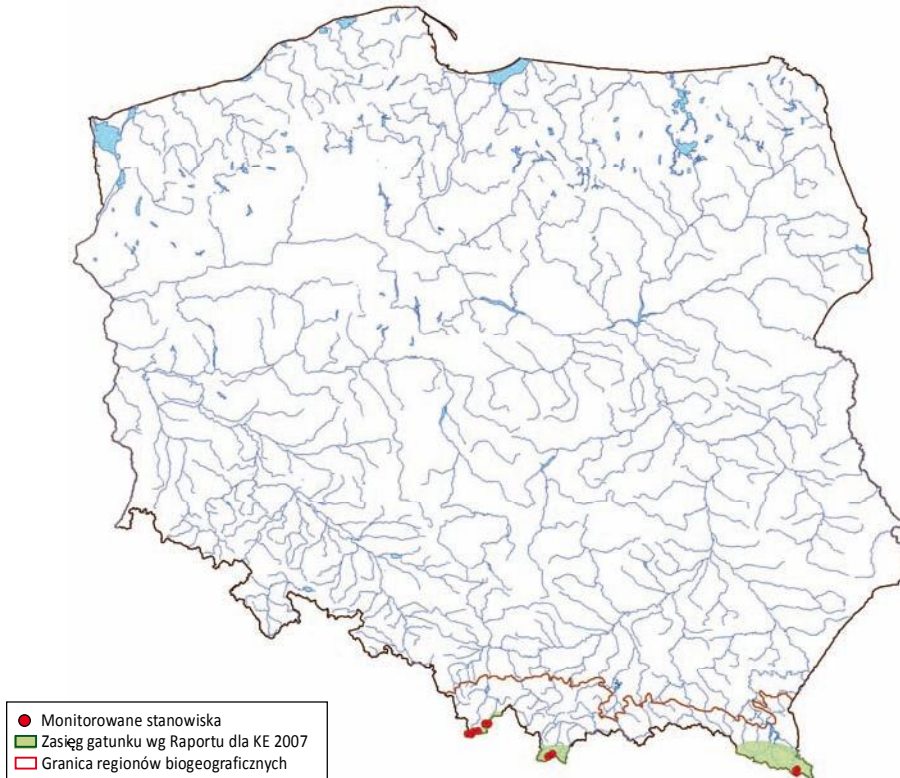 Monitorowane stanowiska
Zasięg gatunku wg Raportu dla KE 2007
Granica regionów biogeograficznych